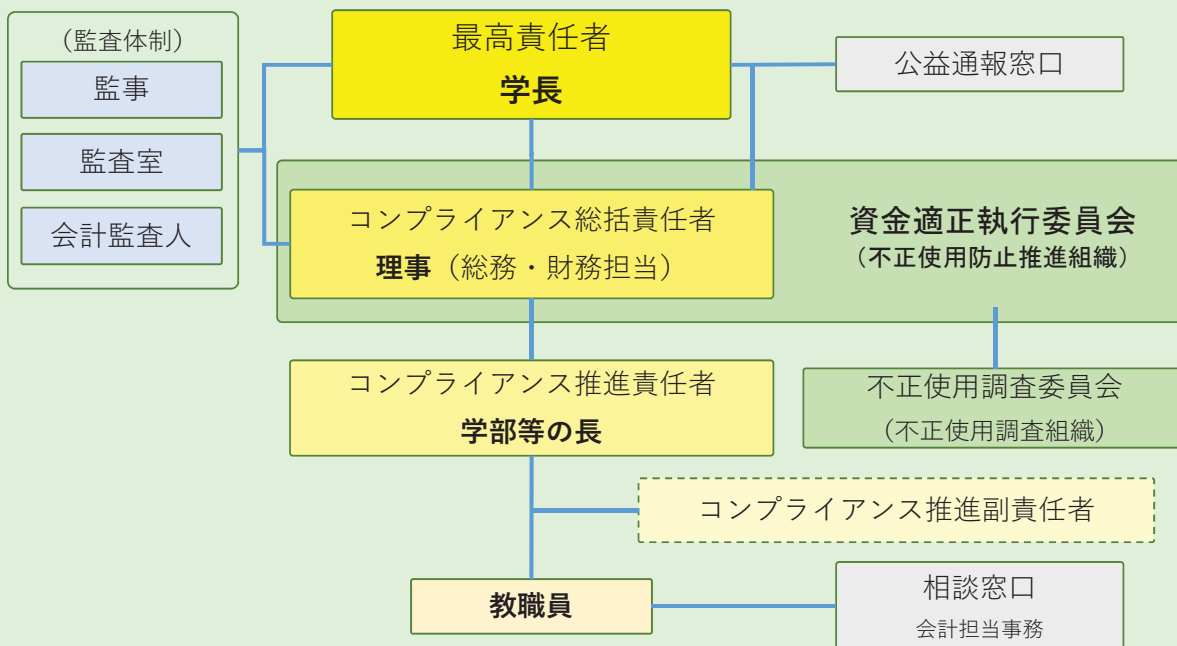 （監査体制）
監事
監査室
会計監査人
最高責任者
学長
公益通報窓口
コンプライアンス総括責任者
理事（総務・財務担当）
資金適正執行委員会
（不正使用防止推進組織）
コンプライアンス推進責任者
学部等の長
不正使用調査委員会
（不正使用調査組織）
コンプライアンス推進副責任者
教職員
相談窓口
会計担当事務